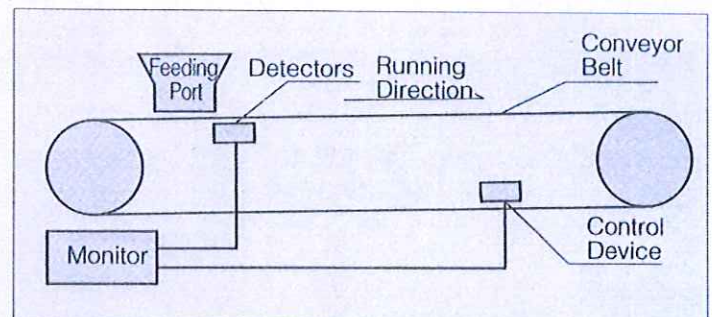 Feeding
Port
Detectors
Running
Direction
Conveyor
Belt
Monitor
Control
Device